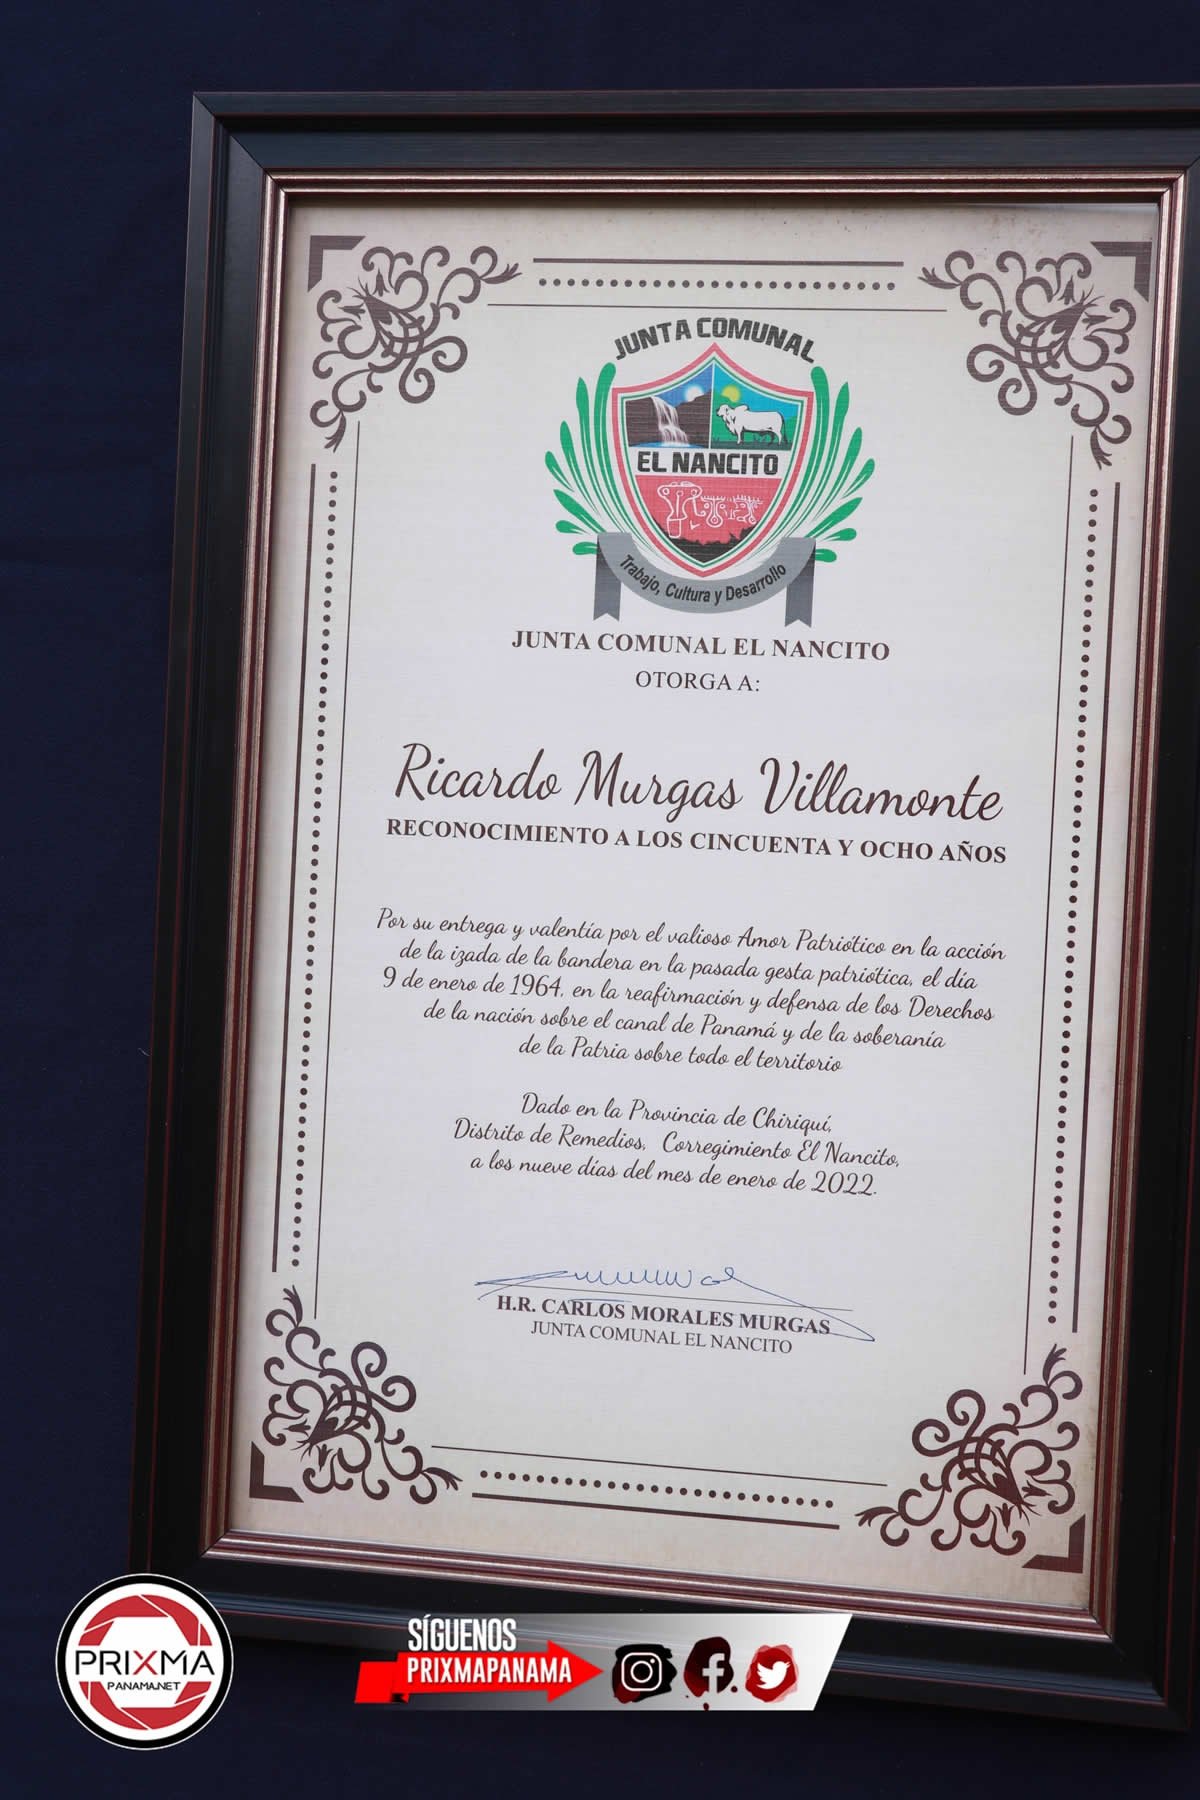 JUNTA COMUNAL
EL NANCITO
Trabajo, Cultura y Desarrollo
JUNTA COMUNAL EL NANCITO
OTORGA A:
Ricardo Murgas Villamonte
RECONOCIMIENTO A LOS CINCUENTA Y OCHO AÑOS
Por su entrega y valentía por el valioso Amor Patriótico en la acción
de la izada de la bandera en la pasada gesta patriótica, el día
9 de enero de 1964, en la reafirmación y defensa de los Derechos
de la nación sobre el canal de Panamá y de la soberanía
de la Patria sobre todo el territorio
Dado en la Provincia de Chiriquí,
Distrito de Remedios, Corregimiento El Nancito,
a los nueve días del mes de enero de 2022.
H.R. CARLOS MORALES MURGAS
JUNTA COMUNAL EL NANCITO
PRIXMA
PANAMA.NET
SÍGUENOS
PRIXMAPANAMA